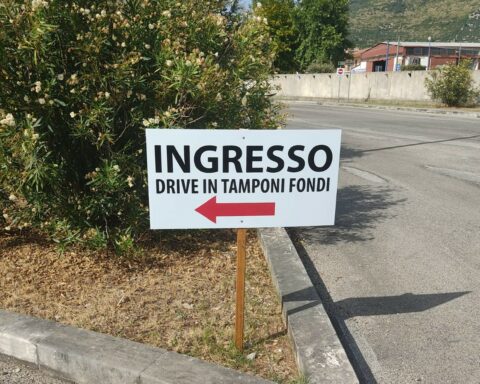 INGRESSO
DRIVE IN TAMPONI FONDI